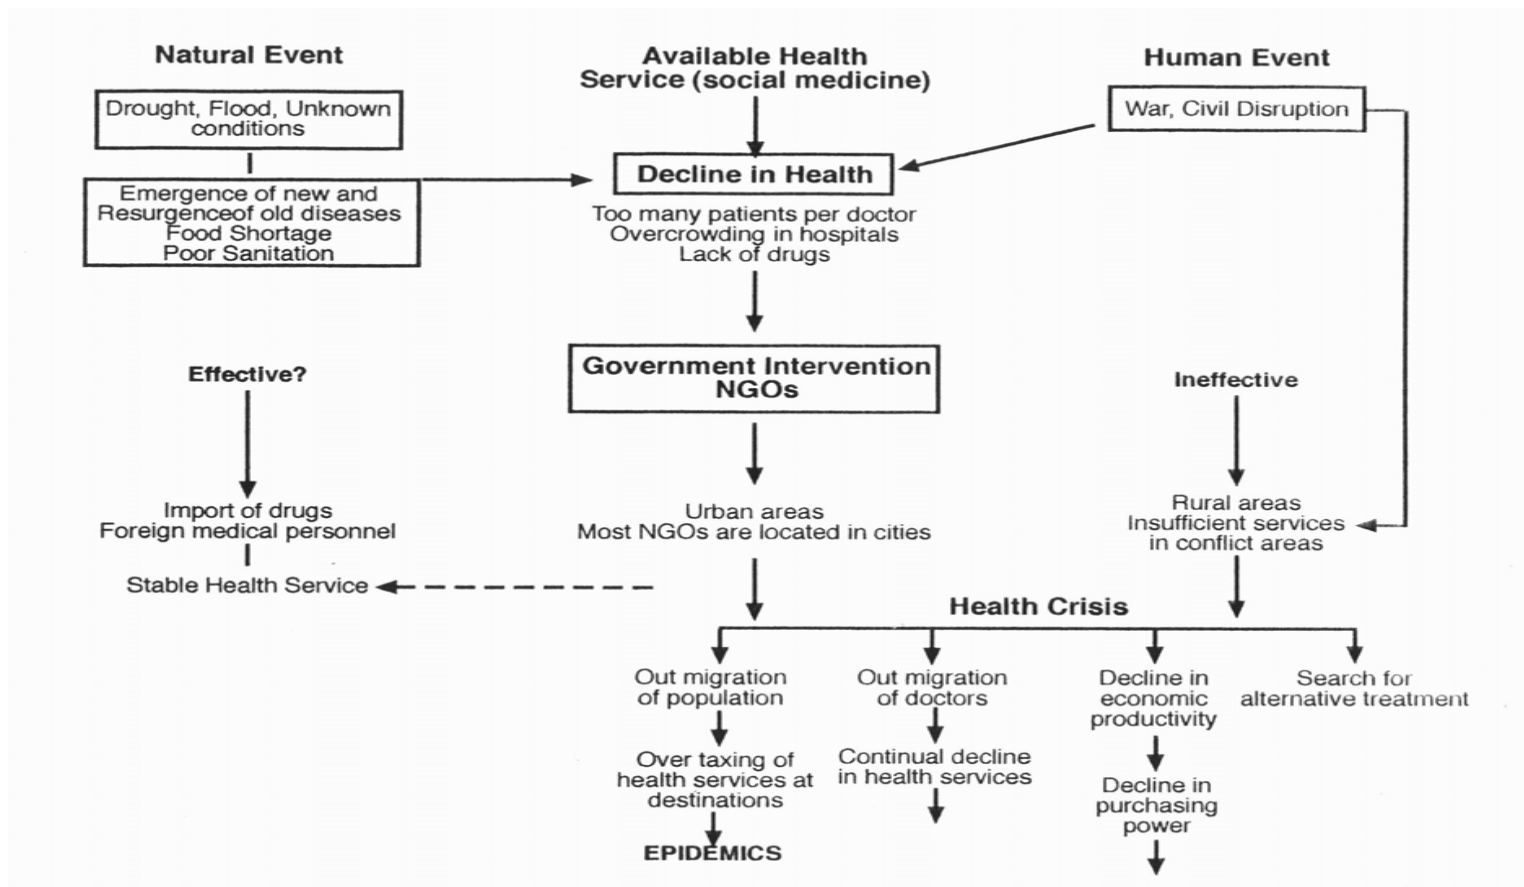 Natural Event
Drought, Flood, Unknown
conditions
Emergence of new and
Resurgenceof old diseases
Food Shortage
Poor Sanitation
Available Health
Service (social medicine)
Decline in Health
Too many patients per doctor
Overcrowding in hospitals
Lack of drugs
Human Event
War, Civil Disruption
Government Intervention
NGOs
Effective?
Import of drugs
Foreign medical personnel
Stable Health Service
Urban areas
Most NGOs are located in cities
Ineffective
Rural areas
Insufficient services
in conflict areas
Health Crisis
Out migration
of population
Over taxing of
health services at
destinations
EPIDEMICS
Out migration
of doctors
Continual decline
in health services
Decline in
economic
productivity
Decline in
purchasing
power
Search for
alternative treatment